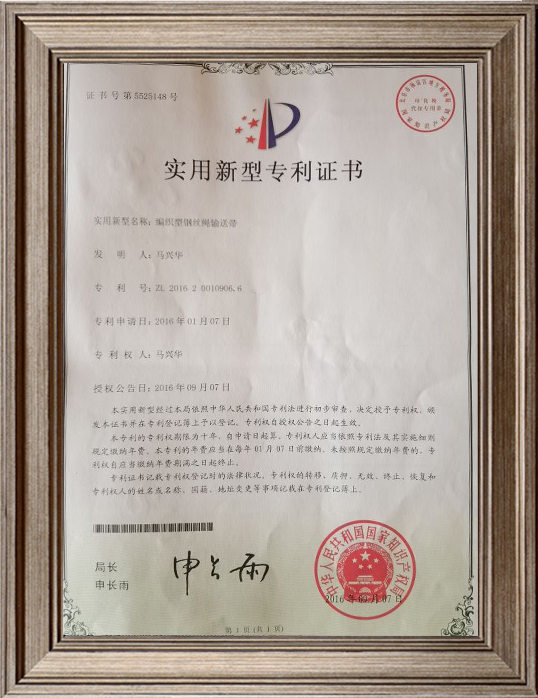 证书号第5525148号
实用新型专利证书
实用新型名称：编织型钢丝绳输送带
发明人：马兴华
专利号：ZL 2016 2 0010906.6
专利申请日：2016年01月07日
专利权人：马兴华
授权公告日：2016年09月07日
本实用新型经过本局依照中华人民共和国专利法进行初步审查，决定授予专利权，颁
发本证书并在专利登记簿上予以登记。专利权自授权公告之日起生效。
本专利的专利权期限为十年，自申请日起算。专利权人应当依照专利法及其实施细则
规定缴纳年费。本专利的年费应当在每年01月07日前缴纳。未按照规定缴纳年费的，专
利权自应当缴纳年费期满之日起终止。
专利证书记载专利权登记时的法律状况。专利权的转移、质押、无效、终止、恢复和
专利权人的姓名或名称、国籍、地址变更等事项记载在专利登记簿上。
局长
申长雨
申长雨
中华人民共和国国家知识产权局
2016年09月07日
第1页(共1页)